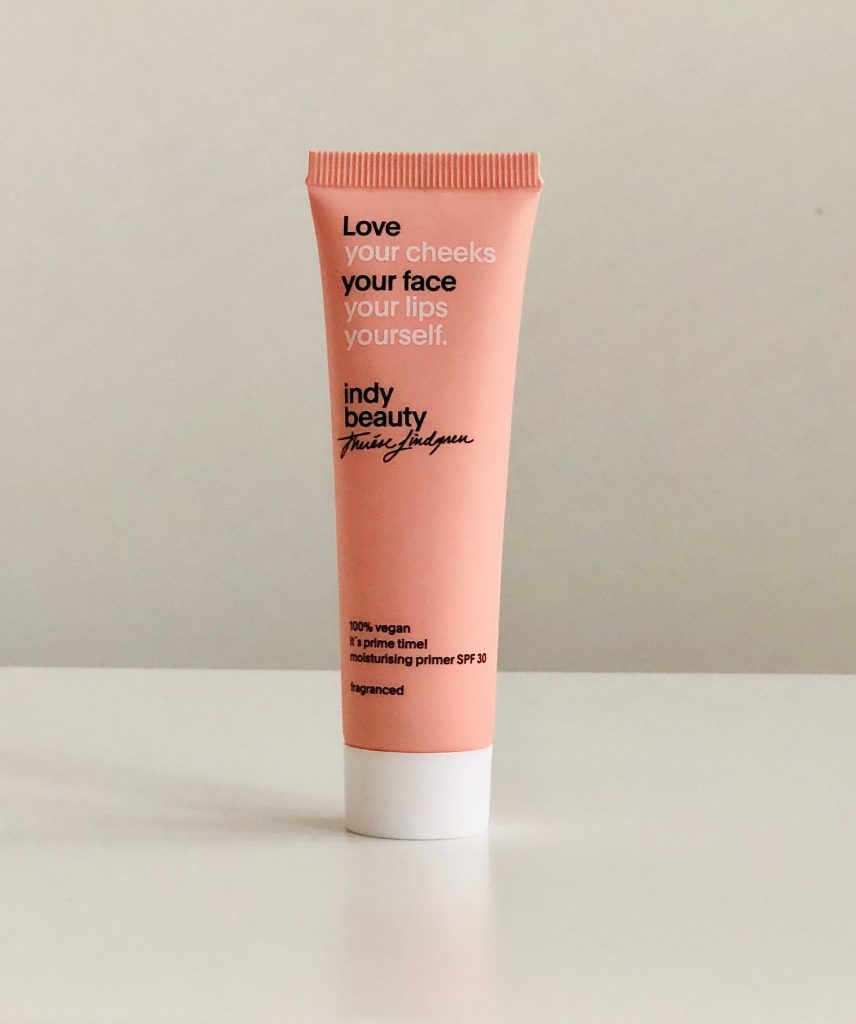 Love
your cheeks
your face
your lips
yourself.
indy
beauty
Therése Lindgren
100% vegan
it´s prime time!
moisturising primer SPF 30
fragranced